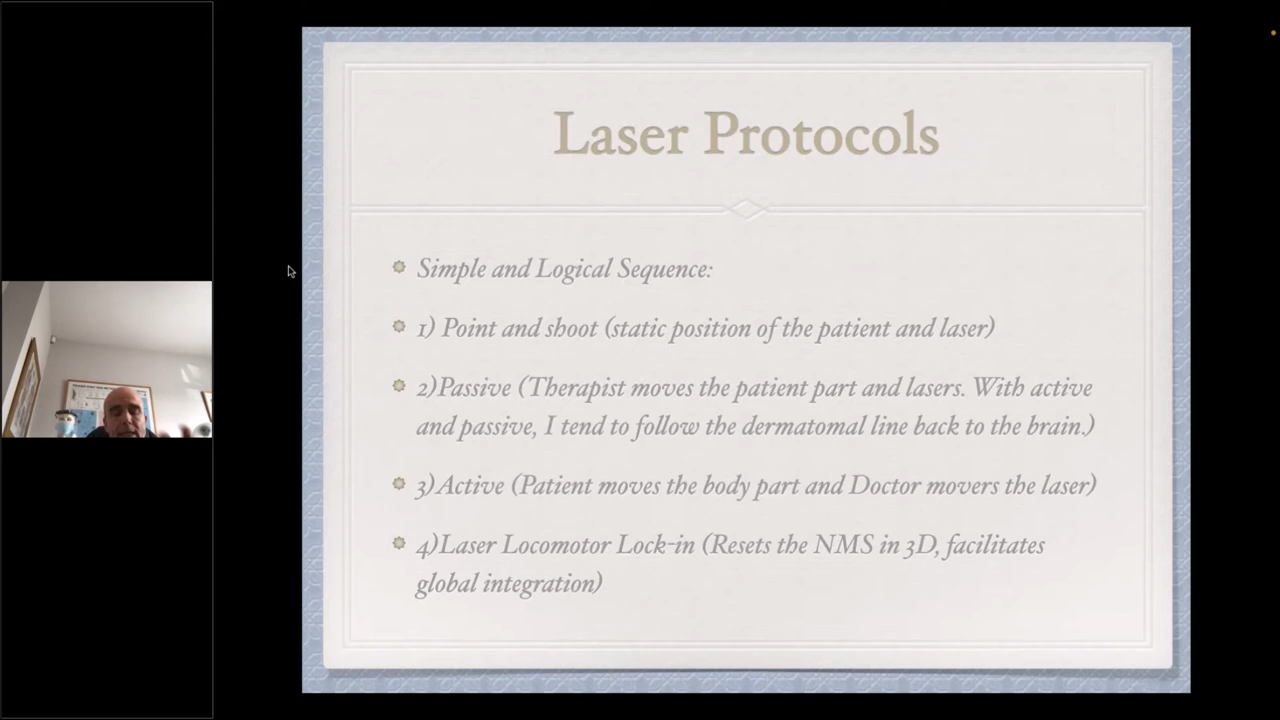 Laser Protocols
Simple and Logical Sequence:
1) Point and shoot (static position of the patient and laser)
2)Passive (Therapist moves the patient part and lasers. With active
and passive, I tend to follow the dermatomal line back to the brain.)
3)Active (Patient moves the body part and Doctor movers the laser)
4)Laser Locomotor Lock-in (Resets the NMS in 3D, facilitates
global integration)